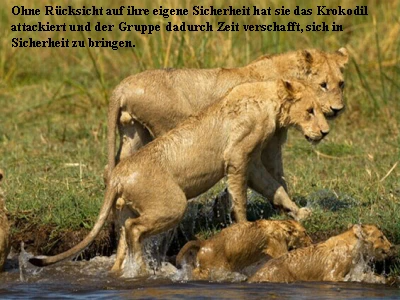 Ohne Rücksicht auf ihre eigene Sicherheit hat sie das Krokodil
attackiert und der Gruppe dadurch Zeit verschafft, sich in
Sicherheit zu bringen.